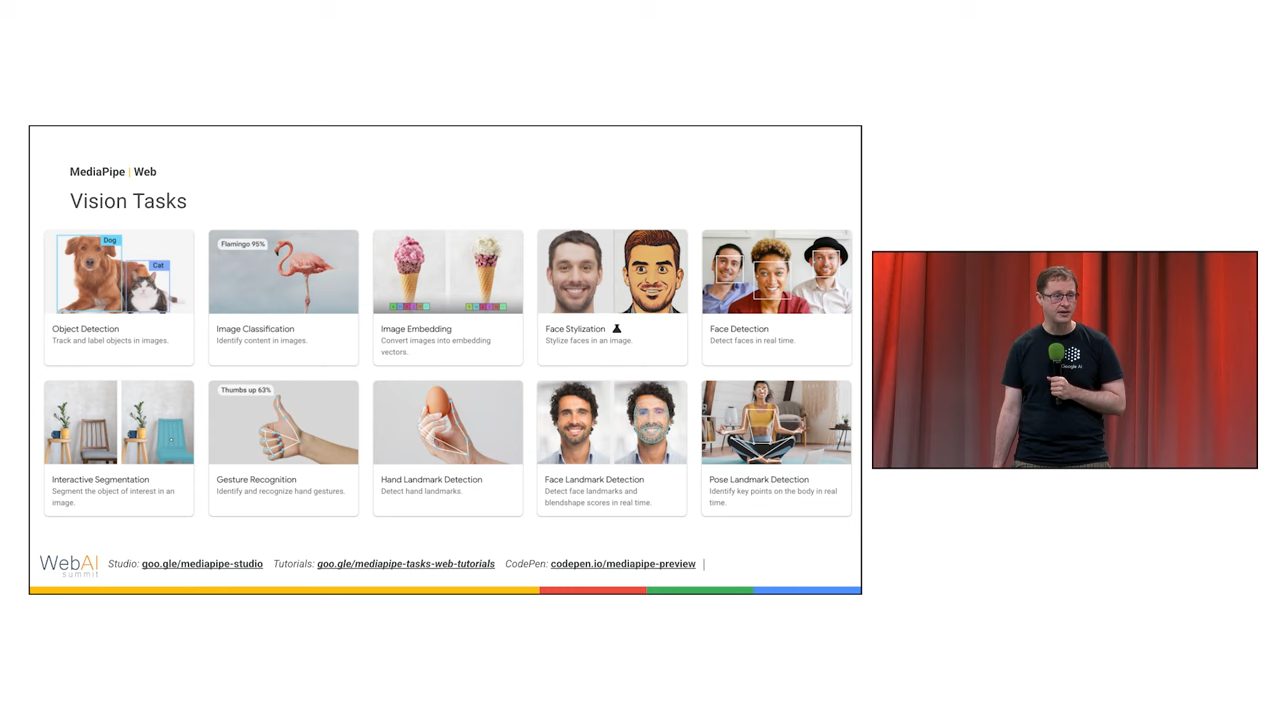 MediaPipe | Web
Vision Tasks
Dog
Cat
Object Detection
Track and label objects in images.
Flamingo 95%
Image Classification
Identify content in images.
Image Embedding
Convert images into embedding
vectors.
Face Stylization
Stylize faces in an image.
Face Detection
Detect faces in real time.
Interactive Segmentation
Segment the object of interest in an
image.
Thumbs up 63%
Gesture Recognition
Identify and recognize hand gestures.
Hand Landmark Detection
Detect hand landmarks.
Face Landmark Detection
Detect face landmarks and
blendshape scores in real time.
Pose Landmark Detection
Identify key points on the body in real
time.
WebAI
summit
Studio: goo.gle/mediapipe-studio Tutorials: goo.gle/mediapipe-tasks-web-tutorials CodePen: codepen.io/mediapipe-preview |
Google AI